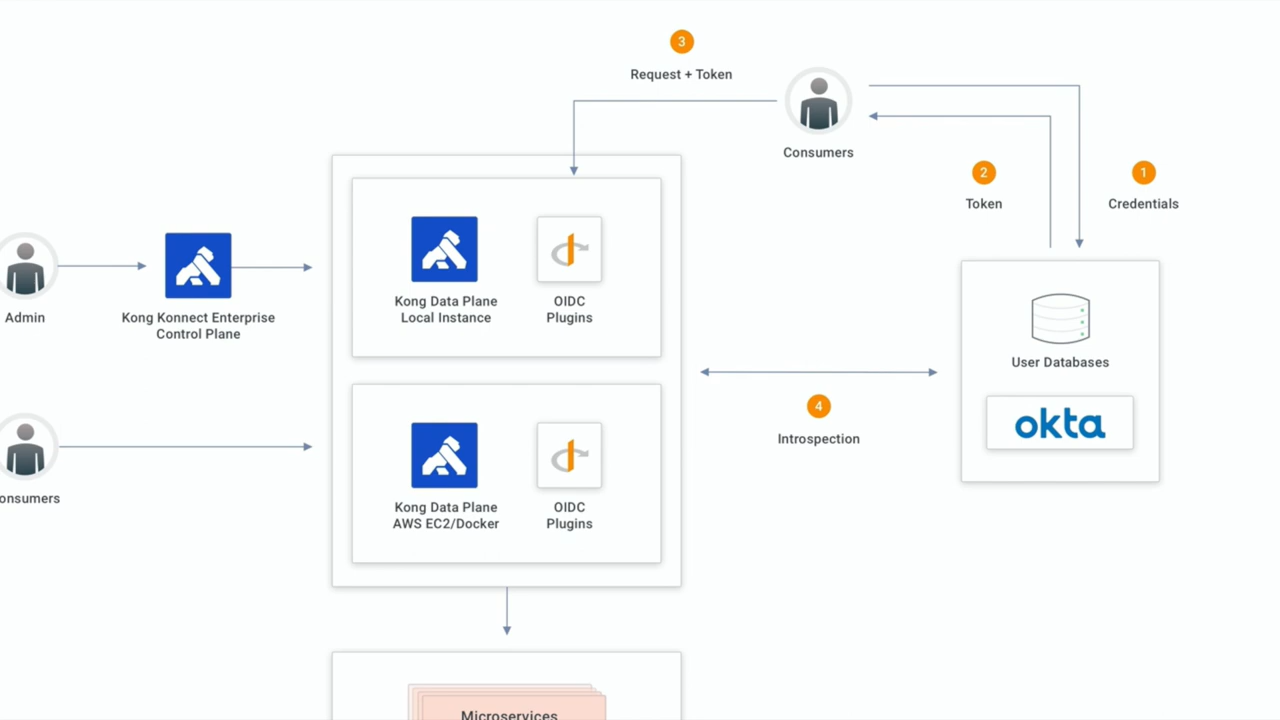 3
Request + Token
Consumers
2
Token
1
Credentials
Admin
Kong Konnect Enterprise
Control Plane
Kong Data Plane
Local Instance
OIDC
Plugins
User Databases
okta
4
Introspection
onsumers
Kong Data Plane
AWS EC2/Docker
OIDC
Plugins
Microservices